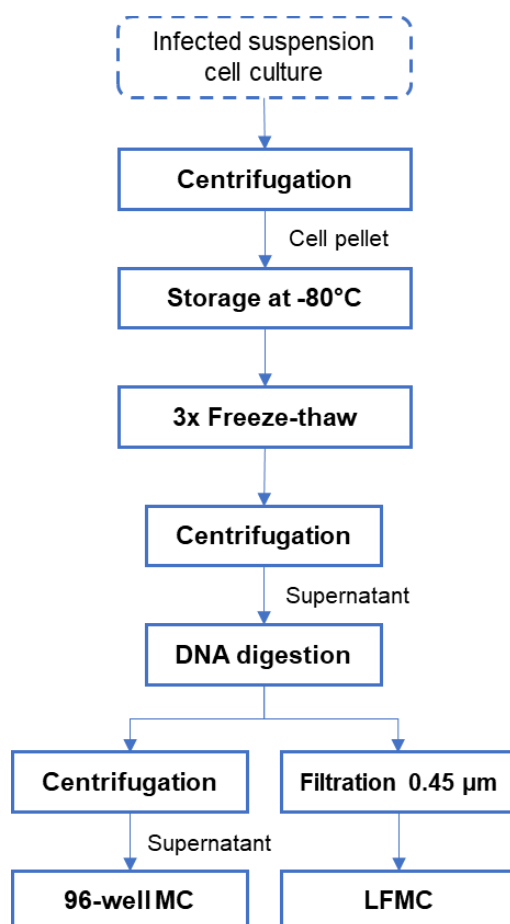 Infected suspension
cell culture
Centrifugation
Cell pellet
Storage at -80°C
3x Freeze-thaw
Centrifugation
Supernatant
DNA digestion
Centrifugation
Filtration 0.45 µm
Supernatant
96-well MC
LFMC